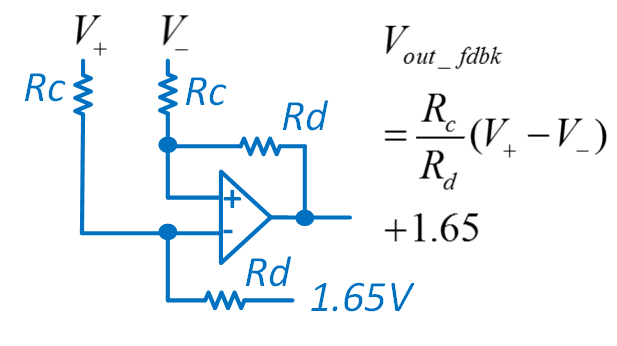 V+ V−
Rc Rc
Rd
+
-
Rd
1.65V
Vout_fdbk
= Rc/Rd (V+ − V−)
+1.65